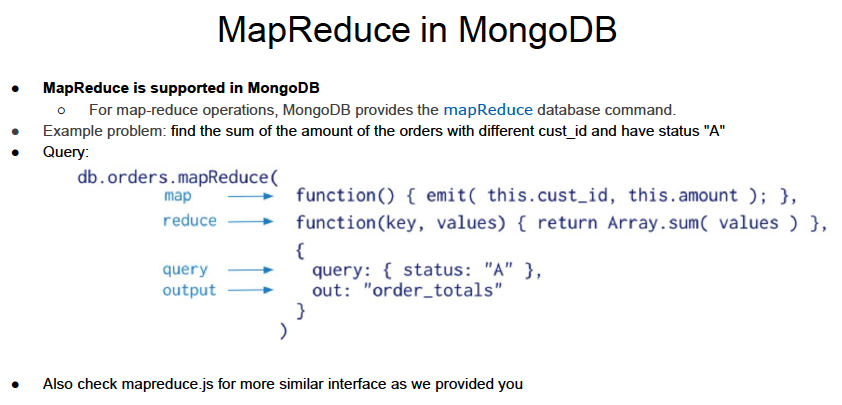 MapReduce in MongoDB
● MapReduce is supported in MongoDB
○ For map-reduce operations, MongoDB provides the mapReduce database command.
● Example problem: find the sum of the amount of the orders with different cust_id and have status "A"
● Query:
db.orders.mapReduce(
map function() { emit( this.cust_id, this.amount ); },
reduce function(key, values) { return Array.sum( values ) },
{
query query: { status: "A" },
output out: "order_totals"
}
)
● Also check mapreduce.js for more similar interface as we provided you